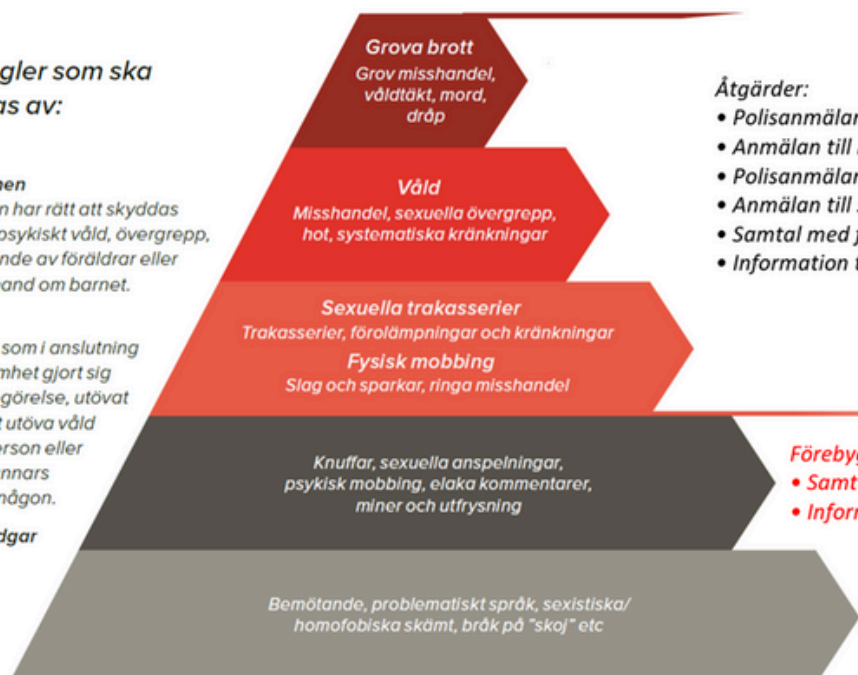 gler som ska
as av:
nen
n har rätt att skyddas
psykiskt våld, övergrepp,
nde av föräldrar eller
hand om barnet.
som i anslutning
mhet gjort sig
görelse, utövat
t utöva våld
erson eller
nnars
någon.
dgar
Grova brott
Grov misshandel,
våldtäkt, mord,
dråp
Våld
Misshandel, sexuella övergrepp,
hot, systematiska kränkningar
Sexuella trakasserier
Trakasserier, förolämpningar och kränkningar
Fysisk mobbing
Slag och sparkar, ringa misshandel
Knuffar, sexuella anspelningar,
psykisk mobbing, elaka kommentarer,
miner och utfrysning
Bemötande, problematiskt språk, sexistiska/
homofobiska skämt, bråk på "skoj" etc
Åtgärder:
• Polisanmälan
• Anmälan till
• Polisanmälan
• Anmälan till
• Samtal med f
• Information t
Föreby
• Samt
• Infor